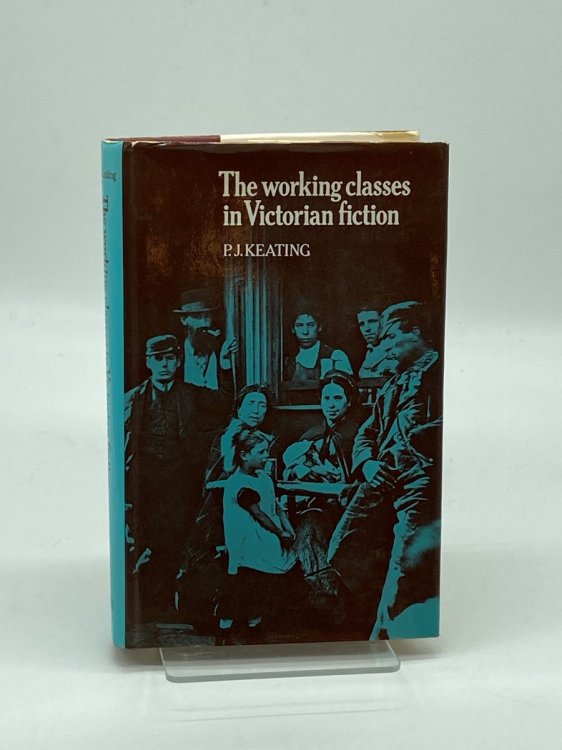 The working classes
in Victorian fiction
P.J. KEATING